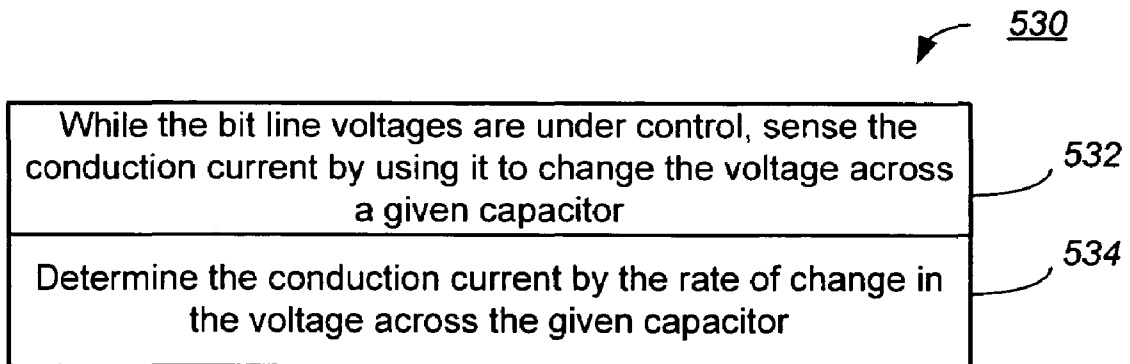 530
While the bit line voltages are under control, sense the
conduction current by using it to change the voltage across
a given capacitor
532
Determine the conduction current by the rate of change in
the voltage across the given capacitor
534